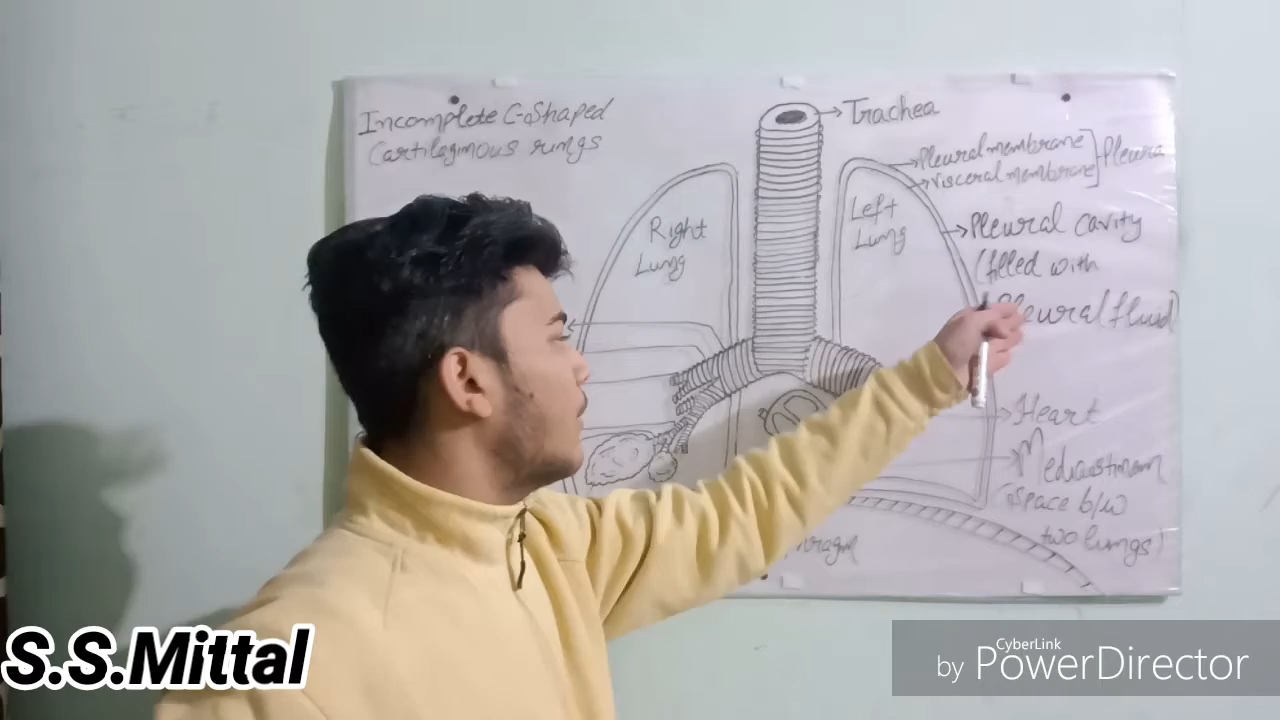 Incomplete C-Shaped
Cartilaginous rings
Trachea
Pleural membrane
visceral membrane
Pleura
Right
Lung
Left
Lung
Pleural cavity
(filled with
Pleural fluid)
Heart
Mediastinum
(space b/w
two lungs)
S.S.Mittal
CyberLink
by PowerDirector